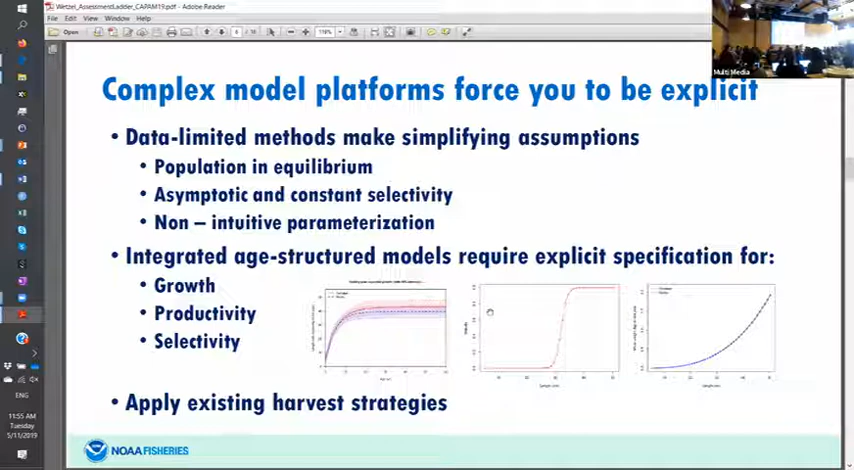 Wetzel_AssessmentLadder_CAPAM19.pdf - Adobe Reader
File Edit View Window Help
Open
116%
Multi Media
Complex model platforms force you to be explicit
• Data-limited methods make simplifying assumptions
• Population in equilibrium
• Asymptotic and constant selectivity
• Non – intuitive parameterization
• Integrated age-structured models require explicit specification for:
• Growth
• Productivity
• Selectivity
• Apply existing harvest strategies
NOAA FISHERIES
ENG
11:55 AM
Tuesday
5/11/2019